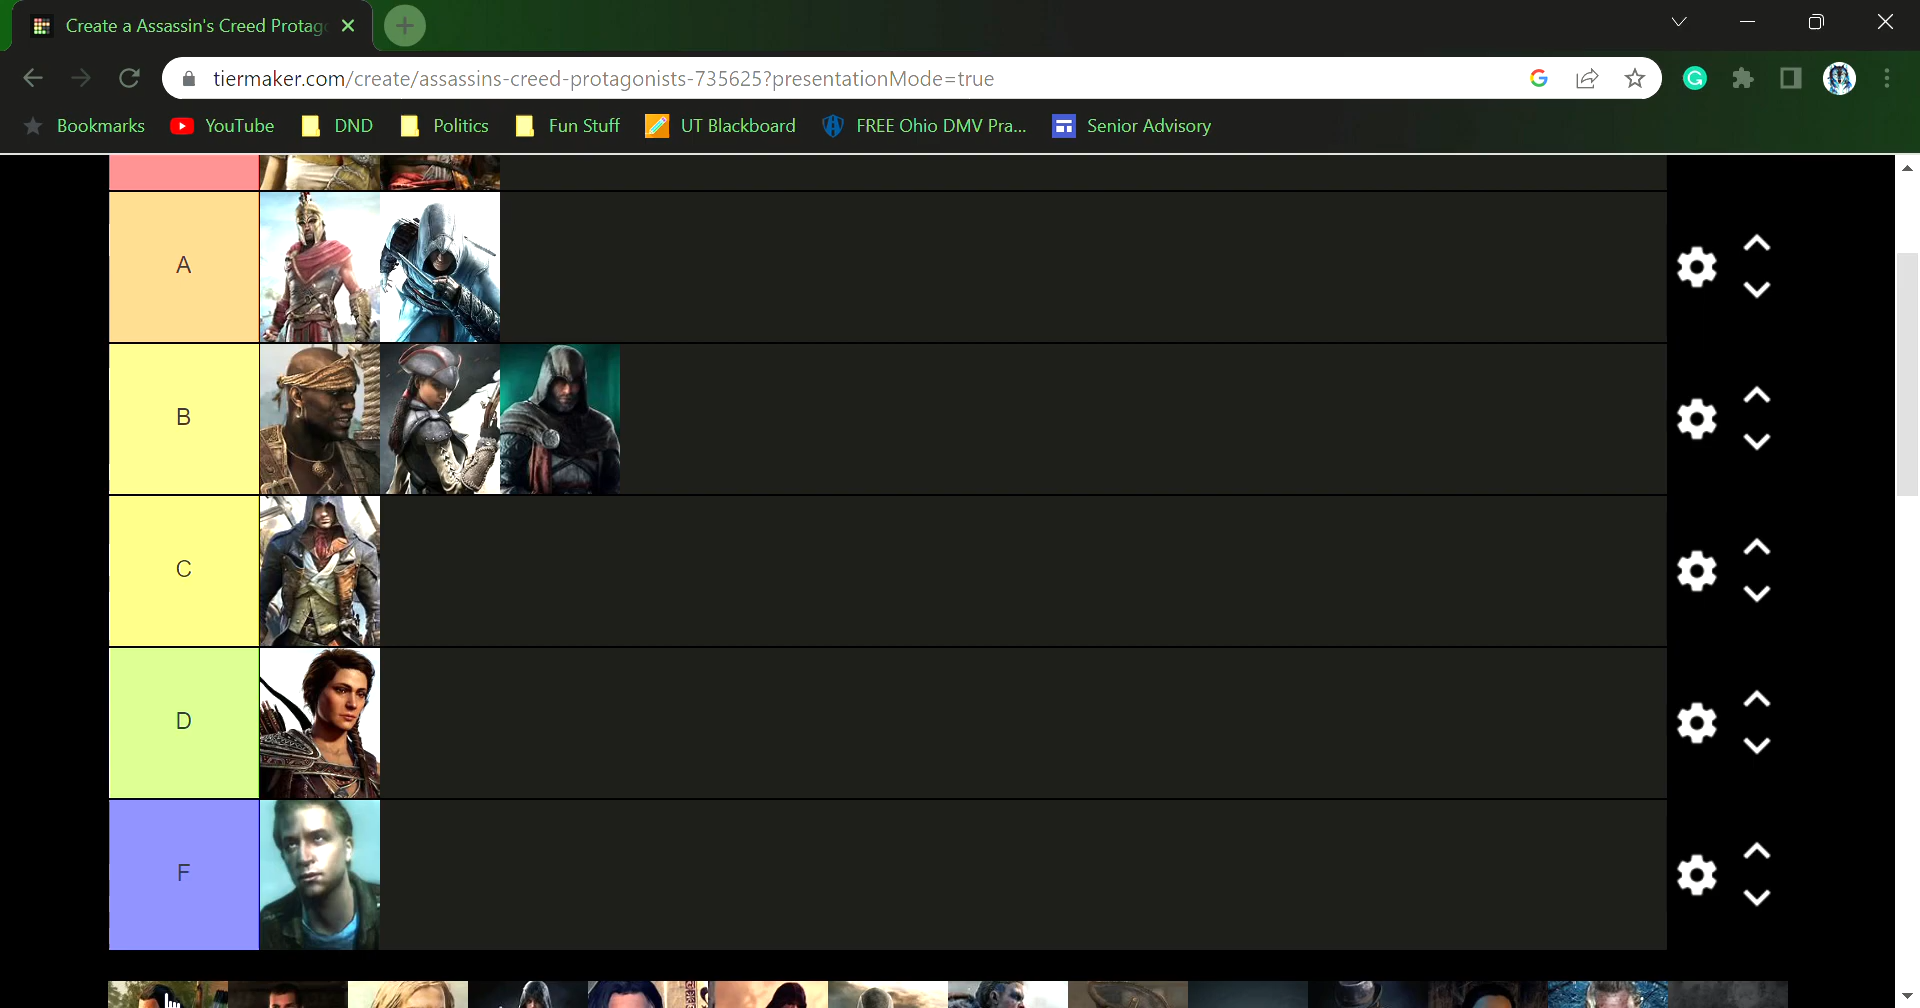 Create a Assassin's Creed Protag
tiermaker.com/create/assassins-creed-protagonists-735625?presentationMode=true
Bookmarks YouTube DND Politics Fun Stuff UT Blackboard FREE Ohio DMV Pra... Senior Advisory
A
B
C
D
F